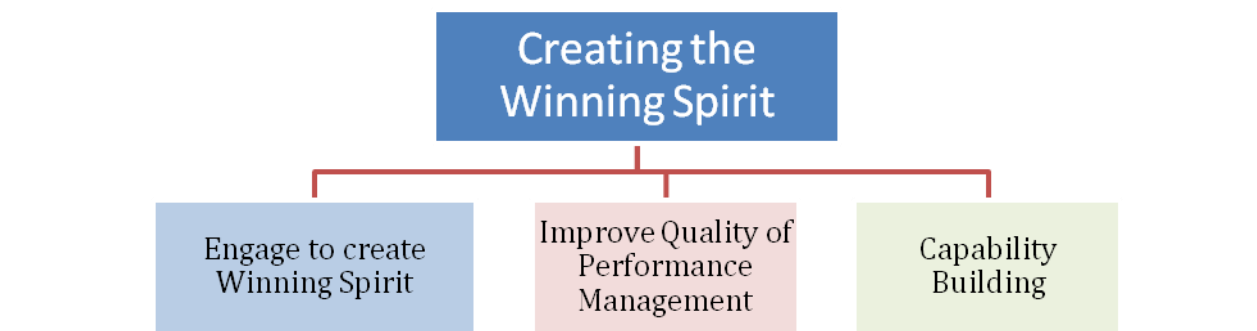 Creating the
Winning Spirit
Engage to create
Winning Spirit
Improve Quality of
Performance
Management
Capability
Building